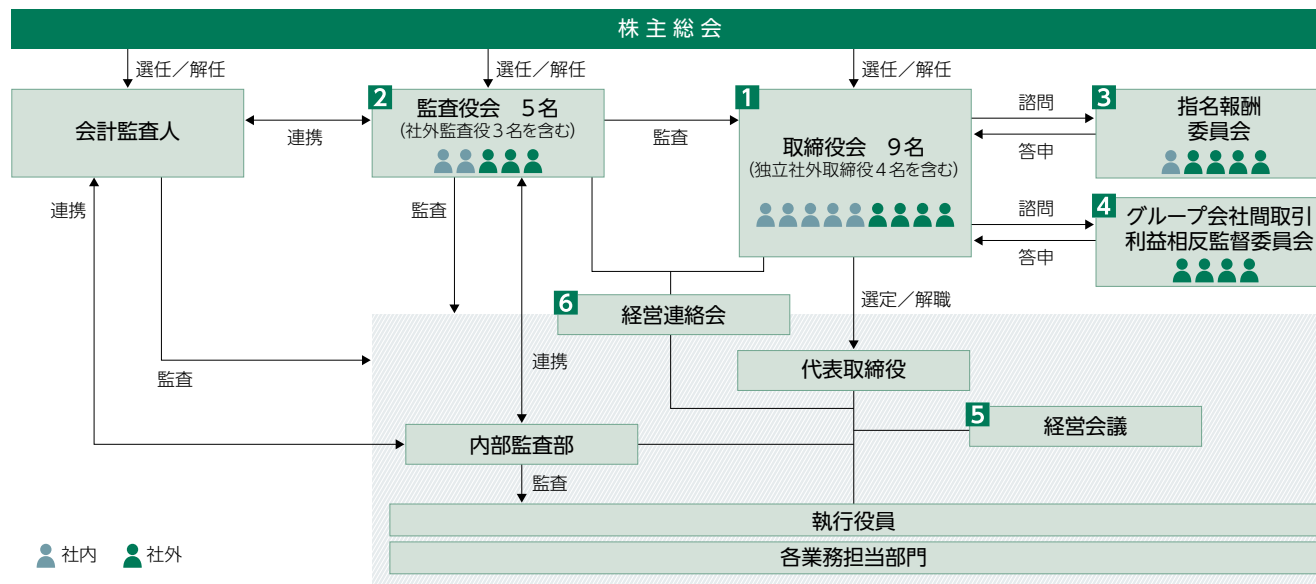 株主総会
選任／解任
選任／解任
選任／解任
会計監査人
連携
2
監査役会 5名
(社外監査役3名を含む)
監査
1
取締役会 9名
(独立社外取締役4名を含む)
諮問
答申
3
指名報酬
委員会
諮問
答申
4
グループ会社間取引
利益相反監督委員会
連携
監査
監査
連携
6
経営連絡会
選定／解職
代表取締役
5
経営会議
内部監査部
監査
執行役員
各業務担当部門
社内
社外